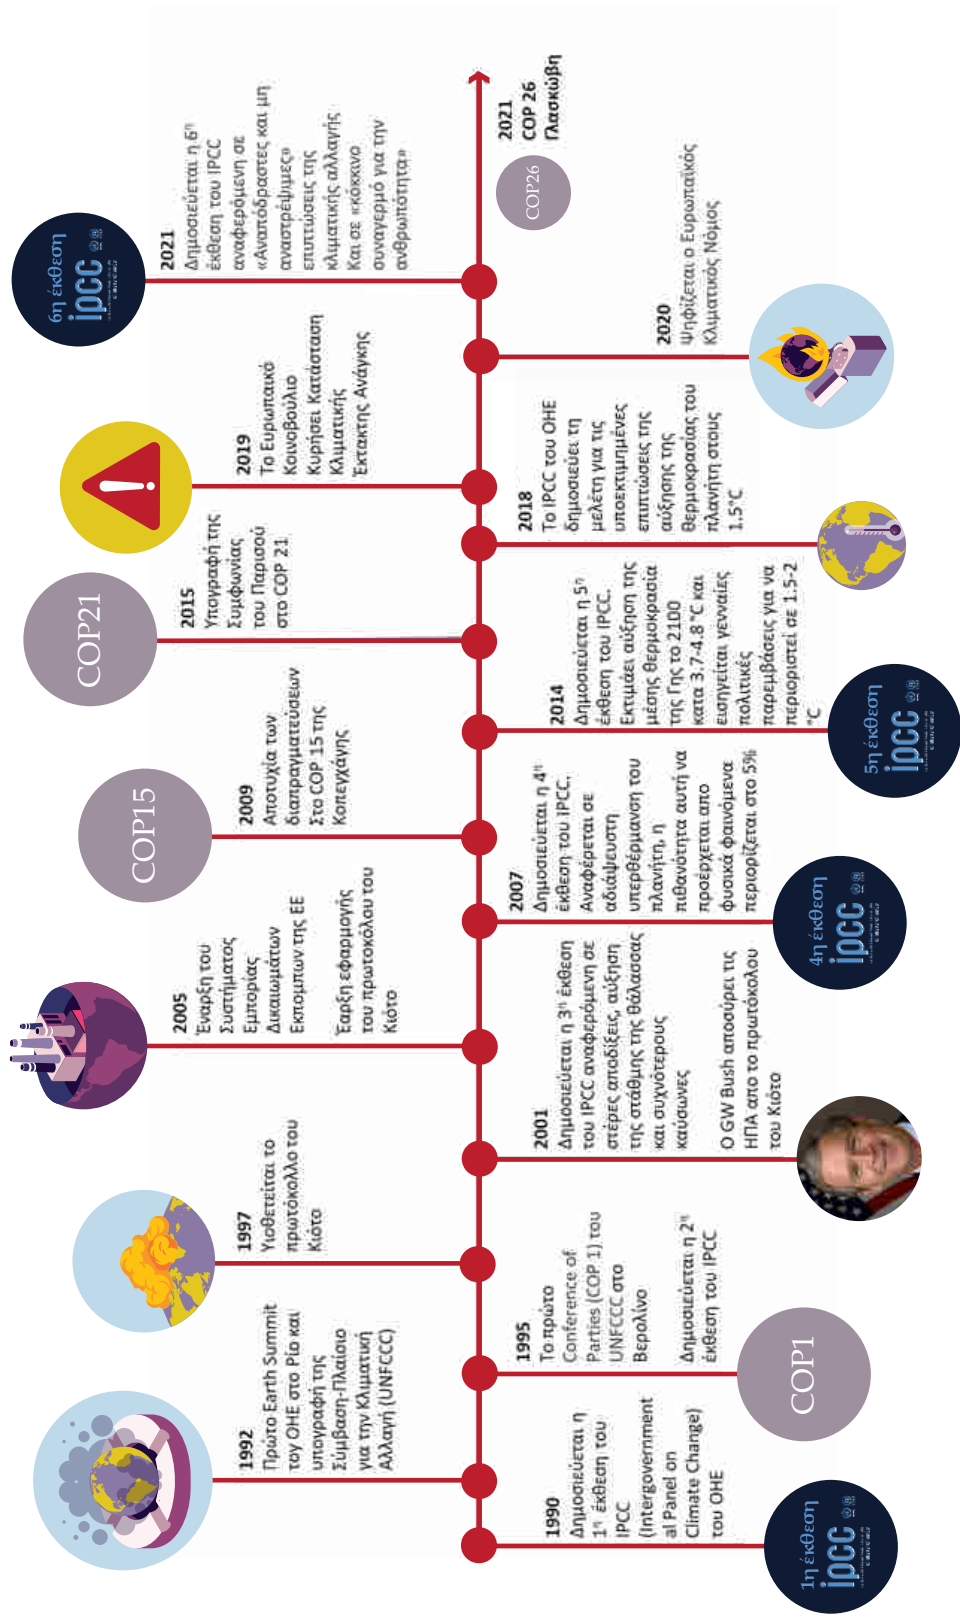 1990
Δημοσιεύεται η
1η έκθεση του
IPCC
(Intergovernment
al Panel on
Climate Change)
του ΟΗΕ
1η έκθεση
ipcc
1992
Πρώτο Earth Summit
τογ ΟΗΕ στο Ρίο και
υπογραφή της
Σύμβαση-Πλαίσιο
για την Κλιματική
Αλλαγή (UNFCCC)
1995
Το πρώτο
Conference of
Parties (COP 1) του
UNFCCC στο
Βερολίνο
Δημοσιεύεται η 2η
έκθεση του IPCC
COP1
1997
Υιοθετείται το
πρωτόκολλο του
Κιότο
2001
Δημοσιεύεται η 3η έκθεση
του IPCC αναφερόμενη σε
στέρες αποδίξεις, αύξηση
της στάθμης της θάλασσας
και συχνότερους
καύσωνες
Ο GW Bush αποσύρει τις
ΗΠΑ απο το πρωτόκολου
του Κιότο
2005
Έναρξη του
Συστήματος
Εμπορίας
Δικαιωμάτων
Εκπομπων της ΕΕ
Έαρξη εφαρμογής
του πρωτοκόλου του
Κιότο
2007
Δημοσιεύεται η 4η
έκθεση του IPCC.
Αναφέρεται σε
αδιάψευστη
υπερθέρμανση του
πλανήτη, η
πιθανότητα αυτή να
προέρχεται απο
φυσικά φαινόμενα
περιορίζεται στο 5%
4η έκθεση
ipcc
2009
Αποτυχία των
διαπραγματεύσεων
Στο COP 15 της
Κοπεγχάγης
COP15
2014
Δημοσιεύεται η 5η
έκθεση του IPCC.
Εκτιμάει αύξηση της
μέσης θερμοκρασία
της Γης το 2100
κατα 3.7-4.8 °C και
εισηγείται γενναίες
πολιτικές
παρεμβάσεις για να
περιοριστεί σε 1.5-2
°C
5η έκθεση
ipcc
2015
Υπογραφή της
Συμφωνίας
του Παρισού
στο COP 21
COP21
2018
Το IPCC του ΟΗΕ
δημοσιεύει τη
μελέτη για τις
υποεκτιμημένες
επιπτώσεις της
αύξησης της
θερμοκρασίας του
πλανήτη στους
1.5°C
2019
Το Ευρωπαικό
Κοινοβούλιο
Κυρήσει Κατάσταση
Κλιματικής
Έκτακτης Ανάγκης
2020
Ψηφίζεται ο Ευρωπαϊκός
Κλιματικός Νόμος
6η έκθεση
ipcc
2021
Δημοσιεύεται η 6η
έκθεση του IPCC
αναφερόμενη σε
«Αναπόδραστες και μη
αναστρέψιμες»
επιπτώσεις της
κλιματικής αλλαγής
Και σε «κόκκινο
συναγερμό για την
ανθρωπότητα»
COP26
2021
COP 26
Γλασκώβη